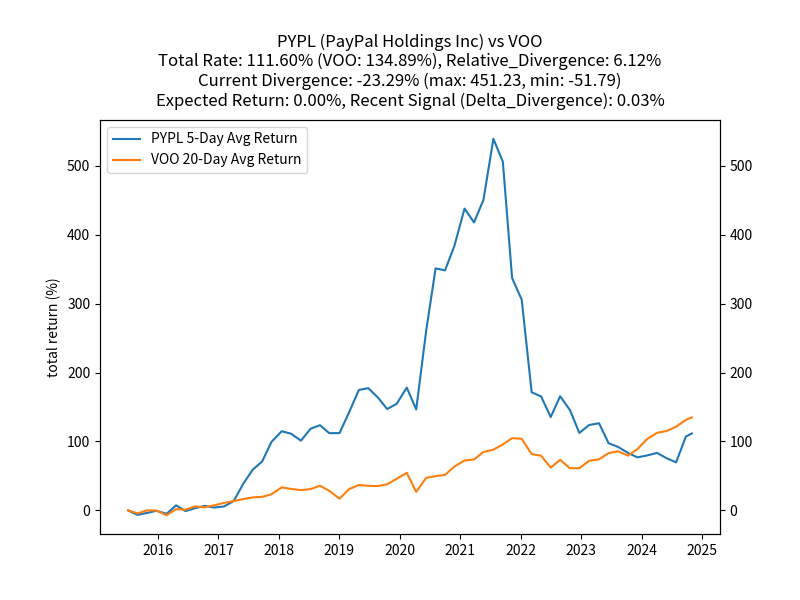 PYPL (PayPal Holdings Inc) vs VOO
Total Rate: 111.60% (VOO: 134.89%), Relative_Divergence: 6.12%
Current Divergence: -23.29% (max: 451.23, min: -51.79)
Expected Return: 0.00%, Recent Signal (Delta_Divergence): 0.03%
PYPL 5-Day Avg Return
VOO 20-Day Avg Return
500 500
400 400
300 300
200 200
100 100
0 0
total return (%)
2016 2017 2018 2019 2020 2021 2022 2023 2024 2025